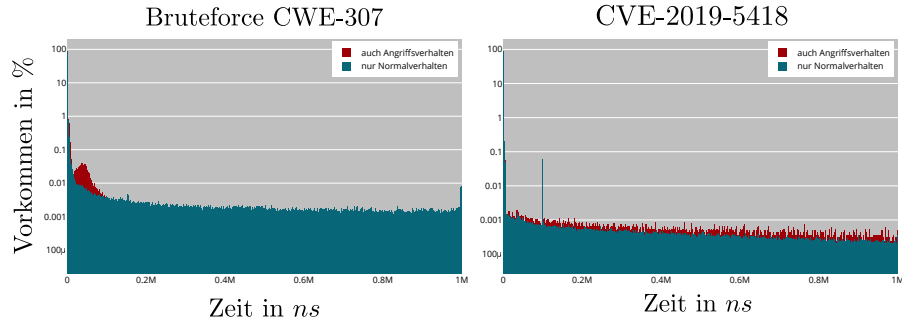 Bruteforce CWE-307
CVE-2019-5418
Vorkommen in %
100
10
1
0.1
0.01
0.001
100μ
auch Angriffsverhalten
nur Normalverhalten
0
0.2M
0.4M
0.6M
0.8M
1M
Zeit in ns
100
10
1
0.1
0.01
0.001
100μ
auch Angriffsverhalten
nur Normalverhalten
0
0.2M
0.4M
0.6M
0.8M
1M
Zeit in ns